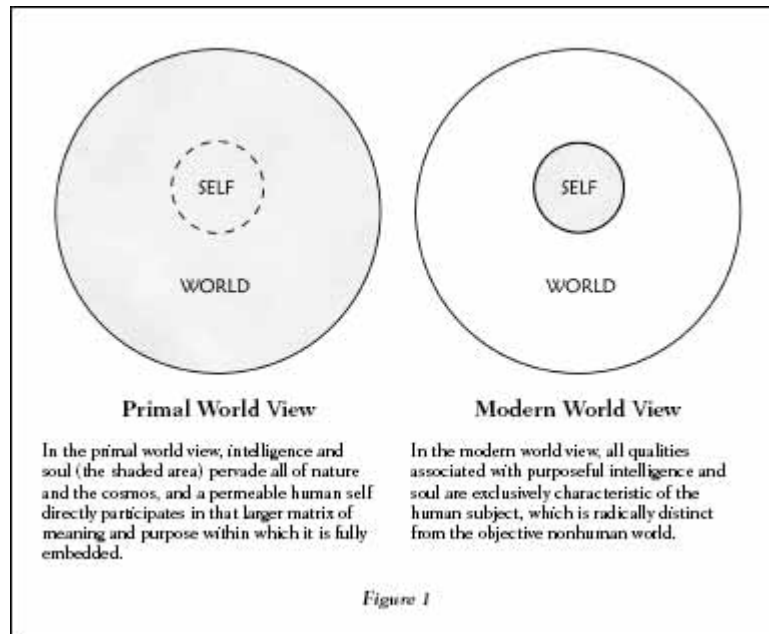 SELF
WORLD
Primal World View
In the primal world view, intelligence and
soul (the shaded area) pervade all of nature
and the cosmos, and a permeable human self
directly participates in that larger matrix of
meaning and purpose within which it is fully
embedded.
SELF
WORLD
Modern World View
In the modern world view, all qualities
associated with purposeful intelligence and
soul are exclusively characteristic of the
human subject, which is radically distinct
from the objective nonhuman world.
Figure 1